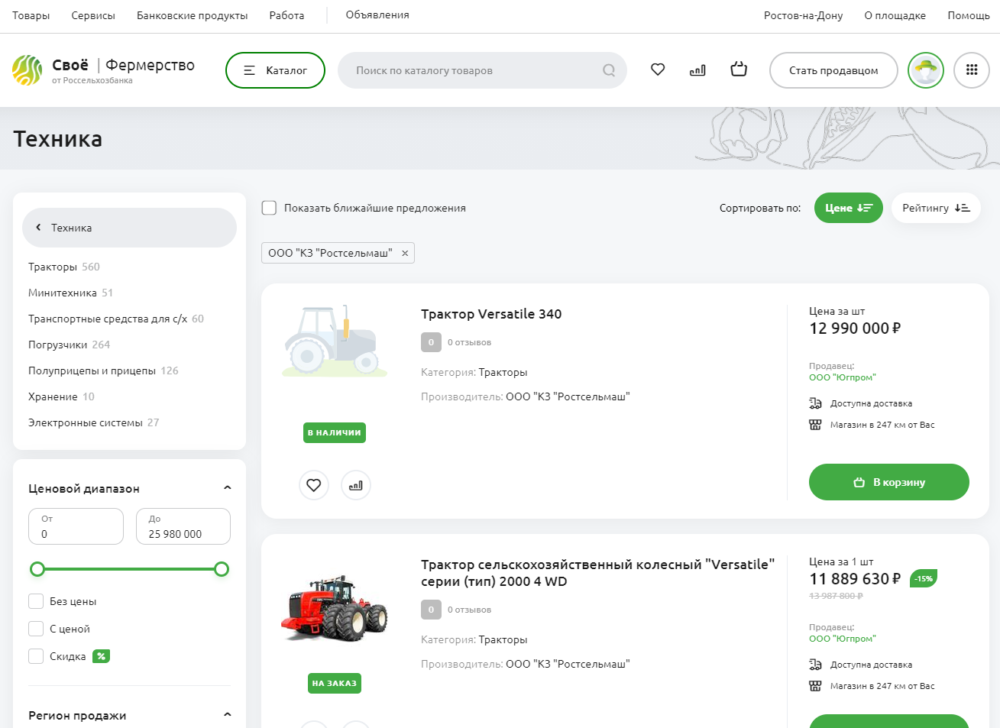 Товары Сервисы Банковские продукты Работа Объявления Ростов-на-Дону О площадке Помощь
Своё | Фермерство
от Россельхозбанка
Каталог
Поиск по каталогу товаров
Стать продавцом
Техника
Техника
Тракторы 560
Минитехника 51
Транспортные средства для с/х 60
Погрузчики 264
Полуприцепы и прицепы 126
Хранение 10
Электронные системы 27
Ценовой диапазон
От
0
До
25 980 000
Без цены
С ценой
Скидка %
Регион продажи
Показать ближайшие предложения
Сортировать по: Цене Рейтингу
ООО "КЗ "Ростсельмаш" ×
Трактор Versatile 340
0 0 отзывов
Категория: Тракторы
Производитель: ООО "КЗ "Ростсельмаш"
В НАЛИЧИИ
Цена за шт
12 990 000 ₽
Продавец:
ООО "Югпром"
Доступна доставка
Магазин в 247 км от Вас
В корзину
Трактор сельскохозяйственный колесный "Versatile"
серии (тип) 2000 4 WD
0 0 отзывов
Категория: Тракторы
Производитель: ООО "КЗ "Ростсельмаш"
НА ЗАКАЗ
Цена за 1 шт
11 889 630 ₽ -15%
13 987 800 ₽
Продавец:
ООО "Югпром"
Доступна доставка
Магазин в 247 км от Вас